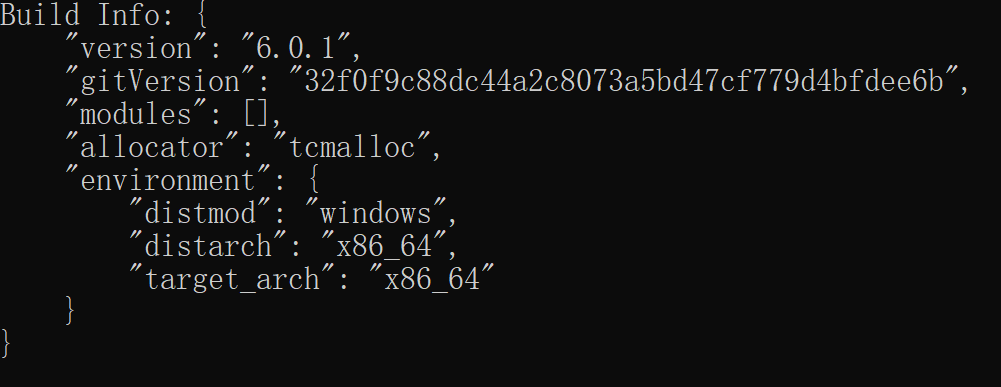 Build Info: {
    "version": "6.0.1",
    "gitVersion": "32f0f9c88dc44a2c8073a5bd47cf779d4bfdee6b",
    "modules": [],
    "allocator": "tcmalloc",
    "environment": {
        "distmod": "windows",
        "distarch": "x86_64",
        "target_arch": "x86_64"
    }
}